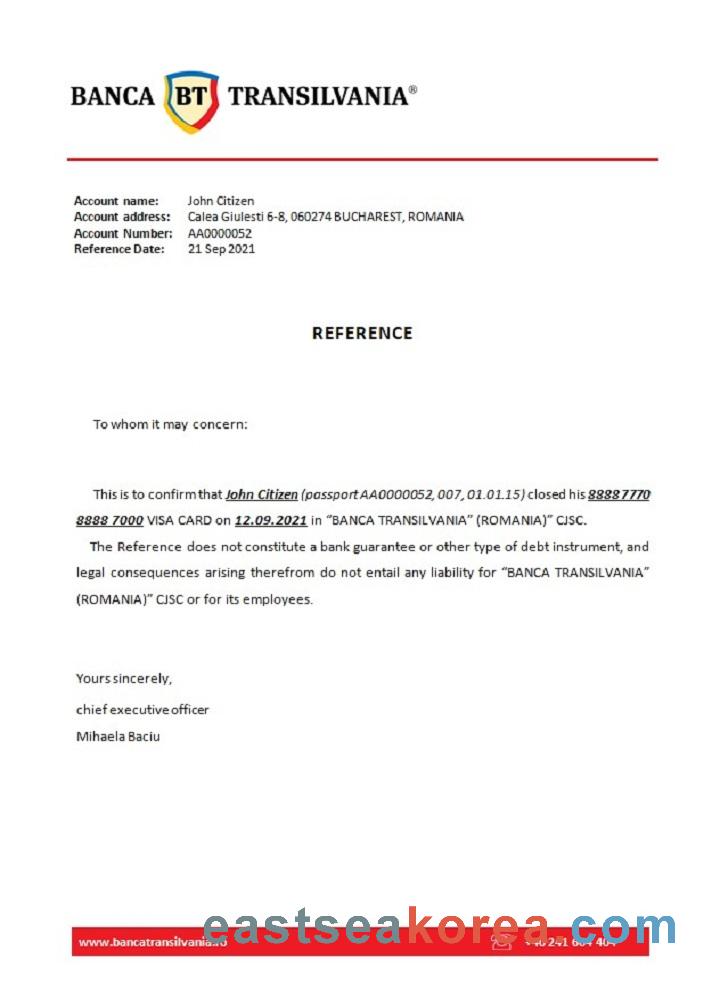 BANCA BT TRANSILVANIA®
Account name: John Citizen
Account address: Calea Giulesti 6-8, 060274 BUCHAREST, ROMANIA
Account Number: AA0000052
Reference Date: 21 Sep 2021
REFERENCE
To whom it may concern:
This is to confirm that John Citizen (passport AA0000052, 007, 01.01.15) closed his 8888 7770
8888 7000 VISA CARD on 12.09.2021 in “BANCA TRANSILVANIA” (ROMANIA)” CJSC.
The Reference does not constitute a bank guarantee or other type of debt instrument, and
legal consequences arising therefrom do not entail any liability for “BANCA TRANSILVANIA”
(ROMANIA)” CJSC or for its employees.
Yours sincerely,
chief executive officer
Mihaela Baciu
eastseakorea.com
www.bancatransilvania.ro